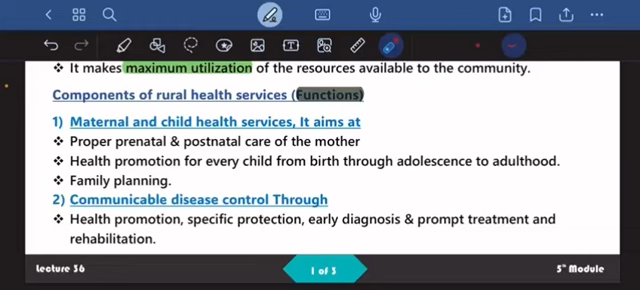 ❖ It makes maximum utilization of the resources available to the community.
Components of rural health services (Functions)
1) Maternal and child health services, It aims at
❖ Proper prenatal & postnatal care of the mother
❖ Health promotion for every child from birth through adolescence to adulthood.
❖ Family planning.
2) Communicable disease control Through
❖ Health promotion, specific protection, early diagnosis & prompt treatment and
rehabilitation.
Lecture 36
1 of 3
5th Module